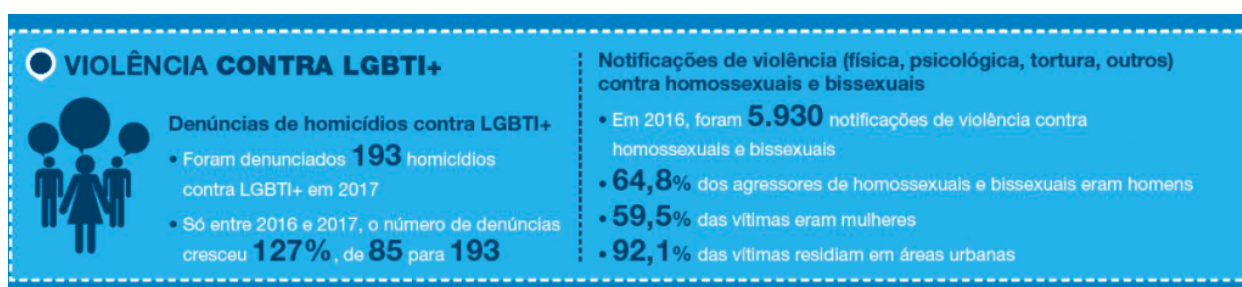 VIOLÊNCIA CONTRA LGBTI+
Denúncias de homicídios contra LGBTI+
• Foram denunciados 193 homicídios
contra LGBTI+ em 2017
• Só entre 2016 e 2017, o número de denúncias
cresceu 127%, de 85 para 193
Notificações de violência (física, psicológica, tortura, outros)
contra homossexuais e bissexuais
• Em 2016, foram 5.930 notificações de violência contra
homossexuais e bissexuais
• 64,8% dos agressores de homossexuais e bissexuais eram homens
• 59,5% das vítimas eram mulheres
• 92,1% das vítimas residiam em áreas urbanas